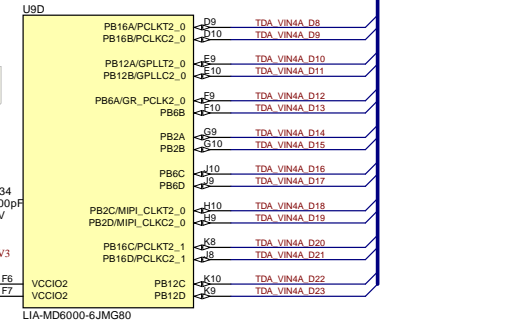 U9D
PB16A/PCLKT2_0 D9 TDA_VIN4A_D8
PB16B/PCLKC2_0 D10 TDA_VIN4A_D9
PB12A/GPLLT2_0 E9 TDA_VIN4A_D10
PB12B/GPLLC2_0 E10 TDA_VIN4A_D11
PB6A/GR_PCLK2_0 F9 TDA_VIN4A_D12
PB6B F10 TDA_VIN4A_D13
PB2A G9 TDA_VIN4A_D14
PB2B G10 TDA_VIN4A_D15
PB6C J10 TDA_VIN4A_D16
PB6D J9 TDA_VIN4A_D17
34
00pF
V
PB2C/MIPI_CLKT2_0 H10 TDA_VIN4A_D18
PB2D/MIPI_CLKC2_0 H9 TDA_VIN4A_D19
V3
PB16C/PCLKT2_1 K8 TDA_VIN4A_D20
PB16D/PCLKC2_1 J8 TDA_VIN4A_D21
F6 VCCIO2 PB12C K10 TDA_VIN4A_D22
F7 VCCIO2 PB12D K9 TDA_VIN4A_D23
LIA-MD6000-6JMG80